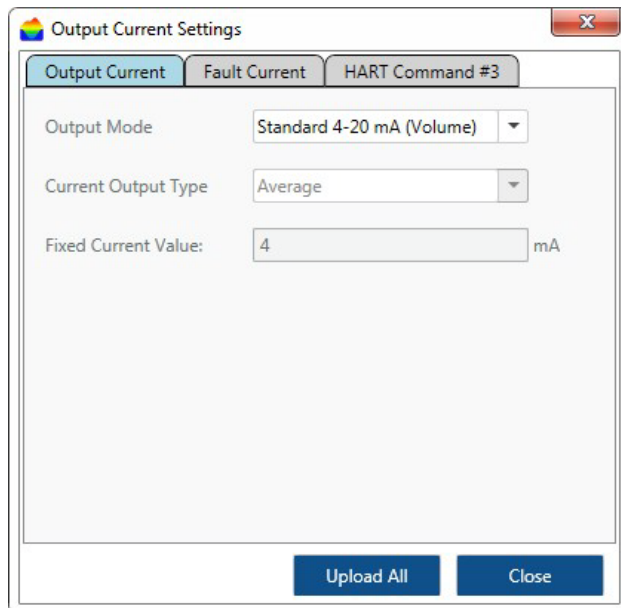 Output Current Settings
Output Current Fault Current HART Command #3
Output Mode Standard 4-20 mA (Volume)
Current Output Type Average
Fixed Current Value: 4 mA
Upload All Close